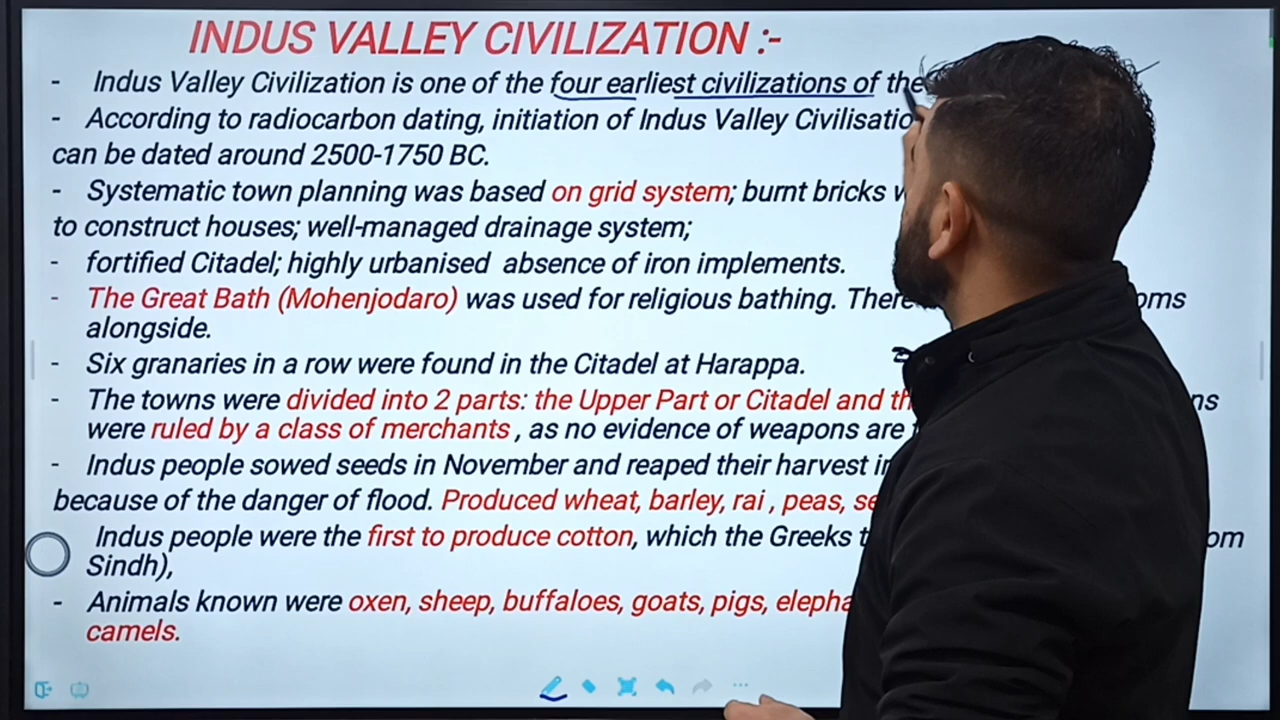 INDUS VALLEY CIVILIZATION :-
- Indus Valley Civilization is one of the four earliest civilizations of the
- According to radiocarbon dating, initiation of Indus Valley Civilisatio
can be dated around 2500-1750 BC.
- Systematic town planning was based on grid system; burnt bricks
to construct houses; well-managed drainage system;
- fortified Citadel; highly urbanised absence of iron implements.
- The Great Bath (Mohenjodaro) was used for religious bathing. There oms
alongside.
- Six granaries in a row were found in the Citadel at Harappa.
- The towns were divided into 2 parts: the Upper Part or Citadel and th ns
were ruled by a class of merchants , as no evidence of weapons are
- Indus people sowed seeds in November and reaped their harvest in
because of the danger of flood. Produced wheat, barley, rai , peas, se
Indus people were the first to produce cotton, which the Greeks om
Sindh),
- Animals known were oxen, sheep, buffaloes, goats, pigs, elepha
camels.